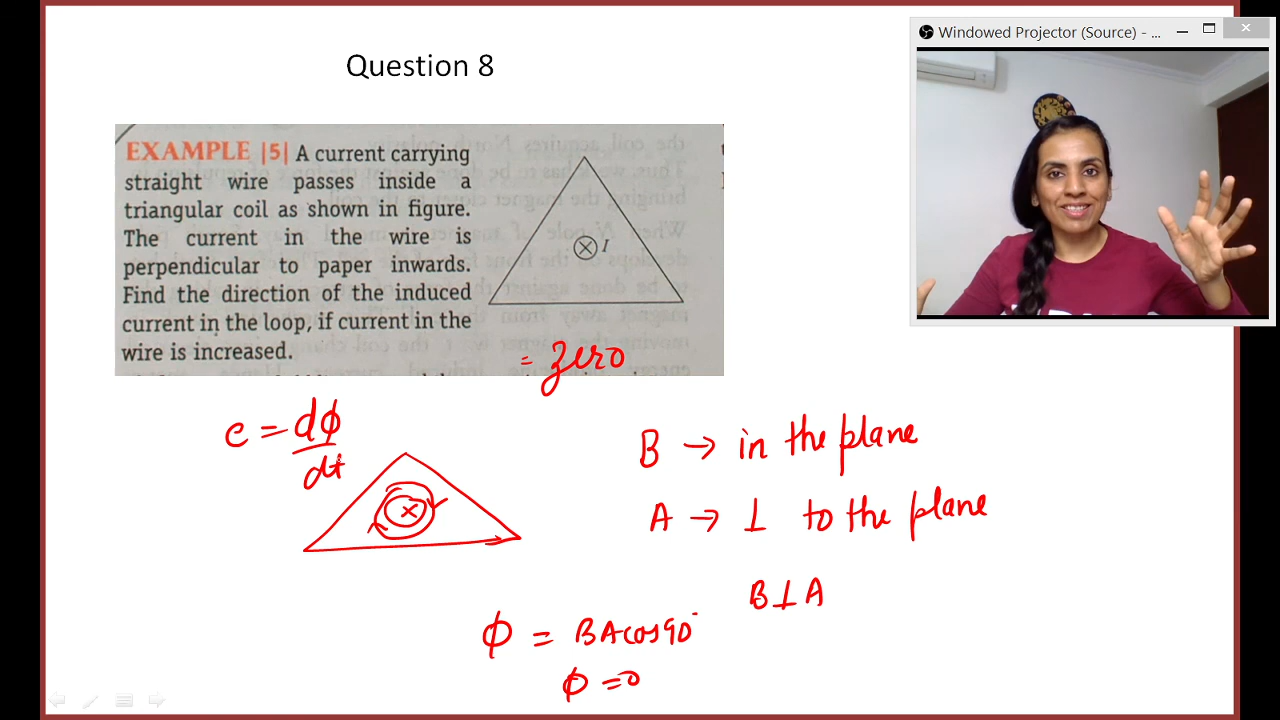 Windowed Projector (Source) - ...
Question 8
EXAMPLE |5| A current carrying
straight wire passes inside a
triangular coil as shown in figure.
The current in the wire is
perpendicular to paper inwards.
Find the direction of the induced
current in the loop, if current in the
wire is increased.
I
= zero
e = dϕ
dt
B → in the plane
A → ⊥ to the plane
B⊥A
ϕ = BA cos90°
ϕ = 0